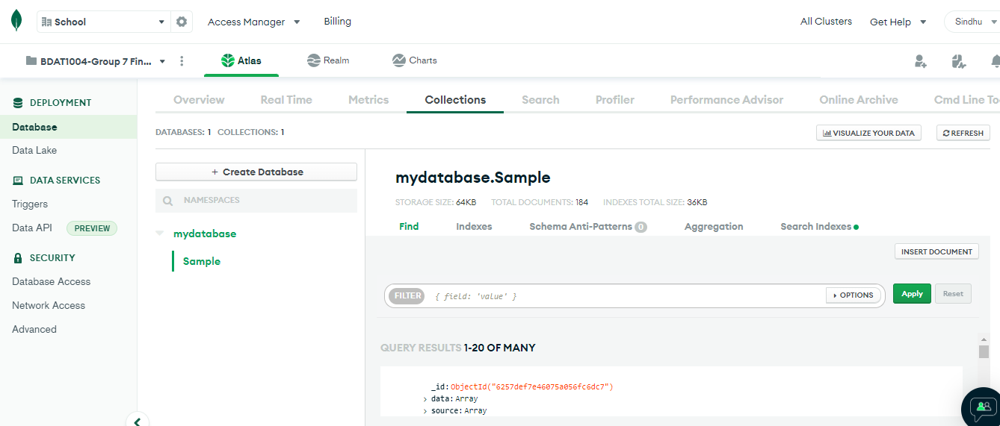 School
Access Manager
Billing
All Clusters
Get Help
Sindhu
BDAT1004-Group 7 Fin...
Atlas
Realm
Charts
DEPLOYMENT
Database
Data Lake
DATA SERVICES
Triggers
Data API PREVIEW
SECURITY
Database Access
Network Access
Advanced
Overview
Real Time
Metrics
Collections
Search
Profiler
Performance Advisor
Online Archive
Cmd Line To
DATABASES: 1 COLLECTIONS: 1
VISUALIZE YOUR DATA
REFRESH
+ Create Database
NAMESPACES
mydatabase
Sample
mydatabase.Sample
STORAGE SIZE: 64KB TOTAL DOCUMENTS: 184 INDEXES TOTAL SIZE: 36KB
Find
Indexes
Schema Anti-Patterns 0
Aggregation
Search Indexes
INSERT DOCUMENT
FILTER { field: 'value' }
OPTIONS
Apply
Reset
QUERY RESULTS 1-20 OF MANY
_id: ObjectId("6257def7e46075a056fc6dc7")
data: Array
source: Array